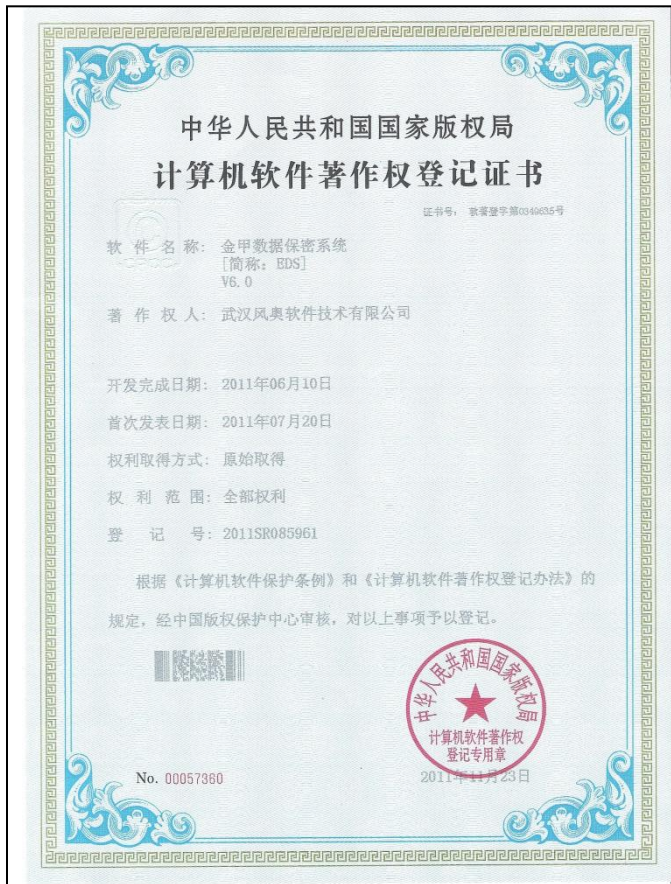 中华人民共和国国家版权局
计算机软件著作权登记证书
证书号： 软著登字第0349635号
软件名称： 金甲数据保密系统
[简称：EDS]
V6.0
著作权人： 武汉风奥软件技术有限公司
开发完成日期： 2011年06月10日
首次发表日期： 2011年07月20日
权利取得方式： 原始取得
权利范围： 全部权利
登记号： 2011SR085961
根据《计算机软件保护条例》和《计算机软件著作权登记办法》的
规定，经中国版权保护中心审核，对以上事项予以登记。
中华人民共和国国家版权局
计算机软件著作权
登记专用章
No. 00057360
2011年11月23日